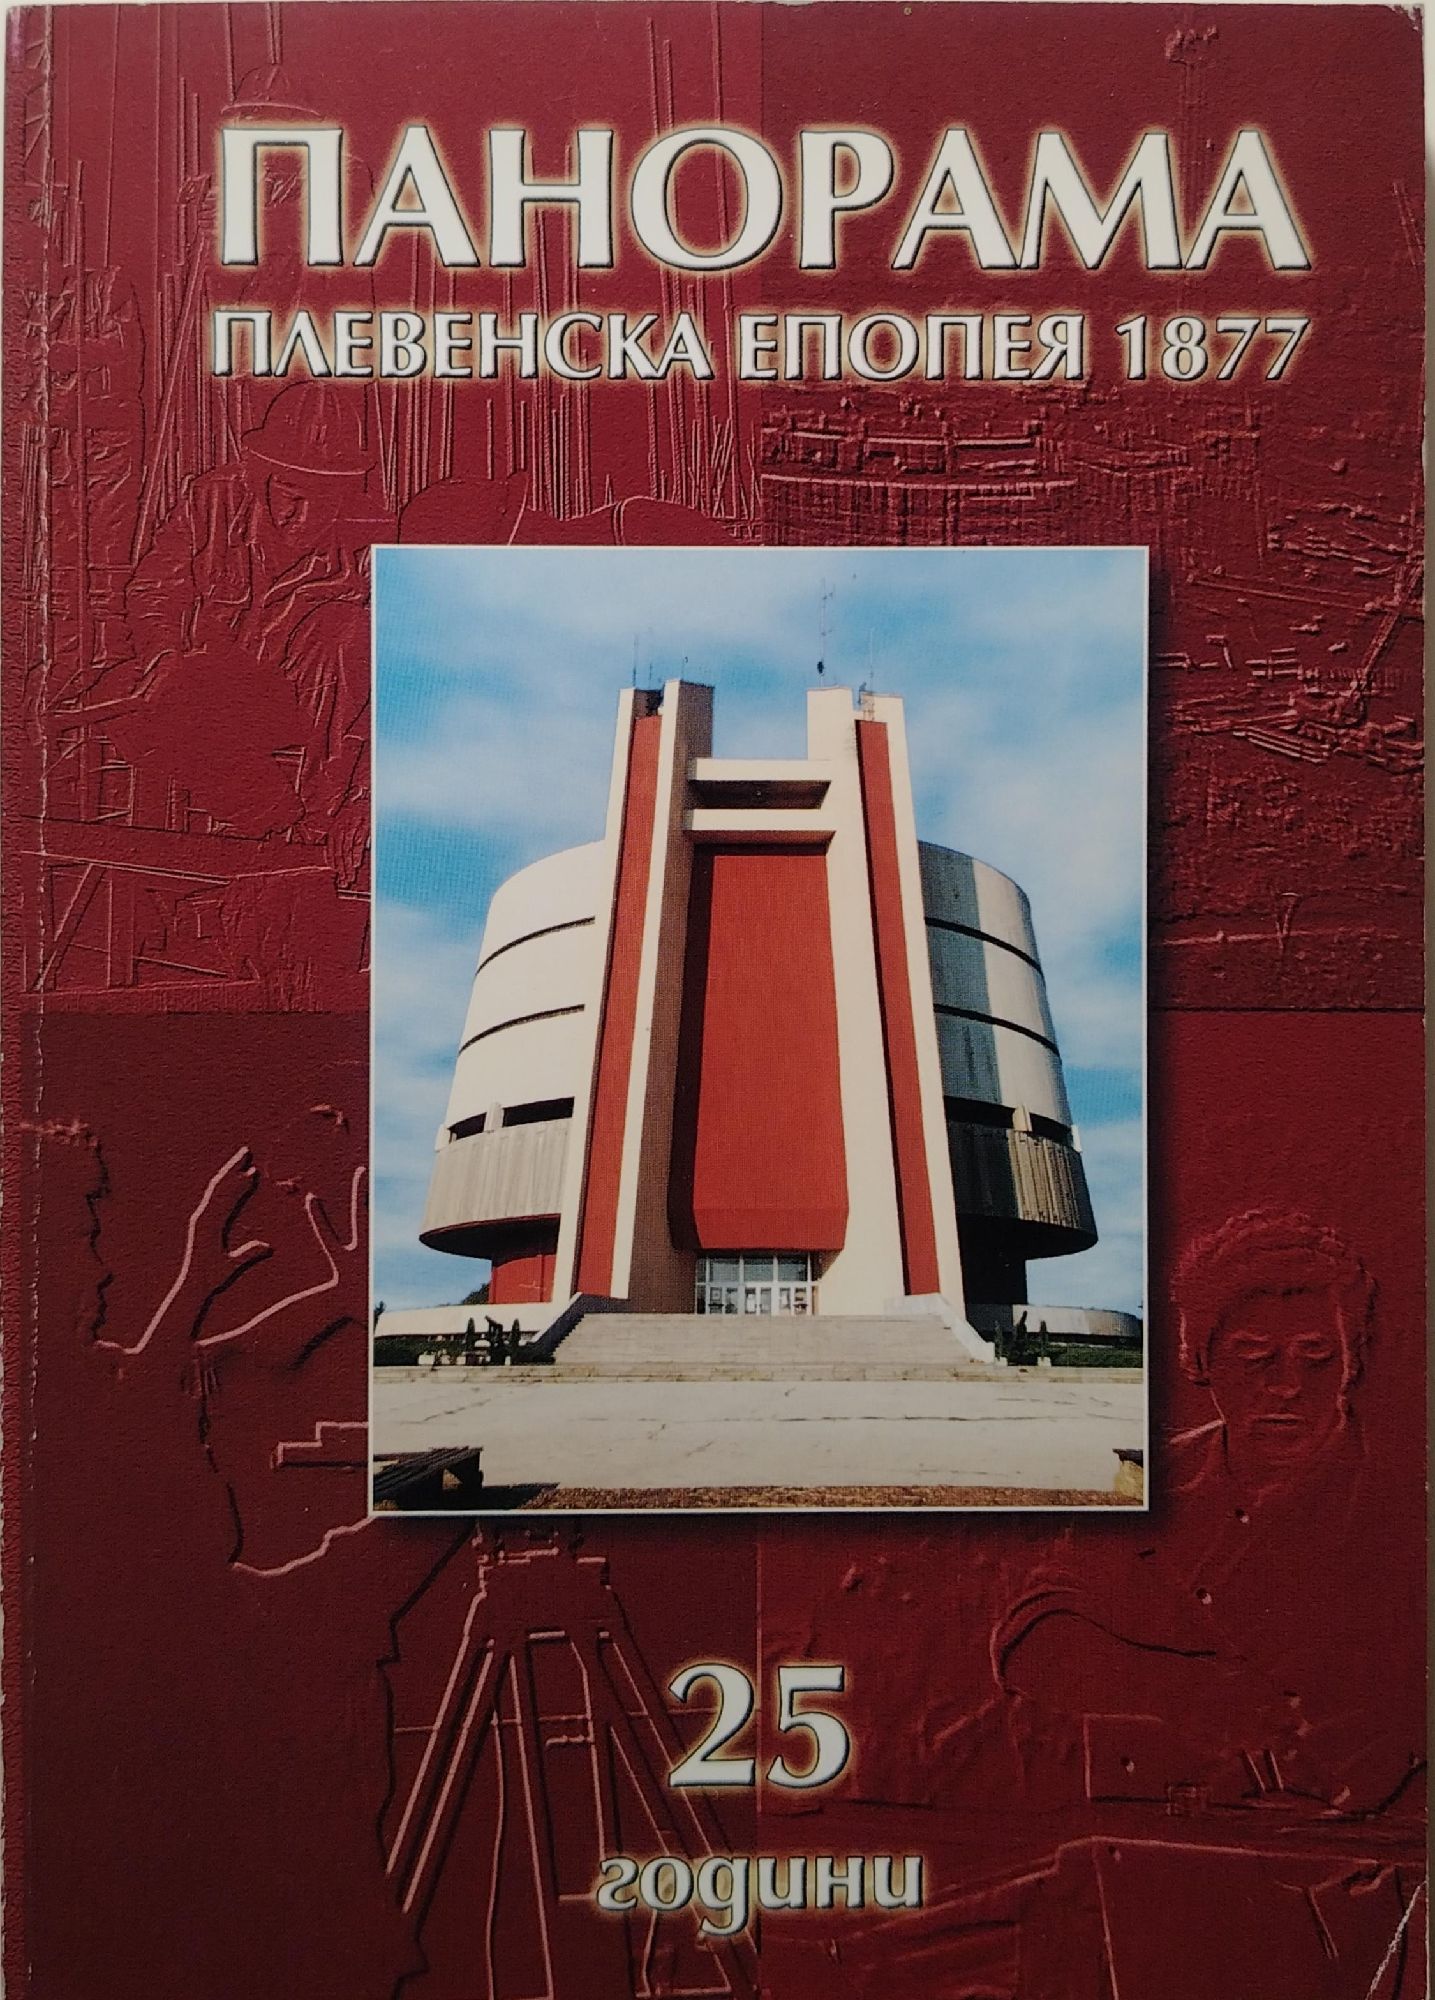 ПАНОРАМА
ПЛЕВЕНСКА ЕПОПЕЯ 1877
25
години